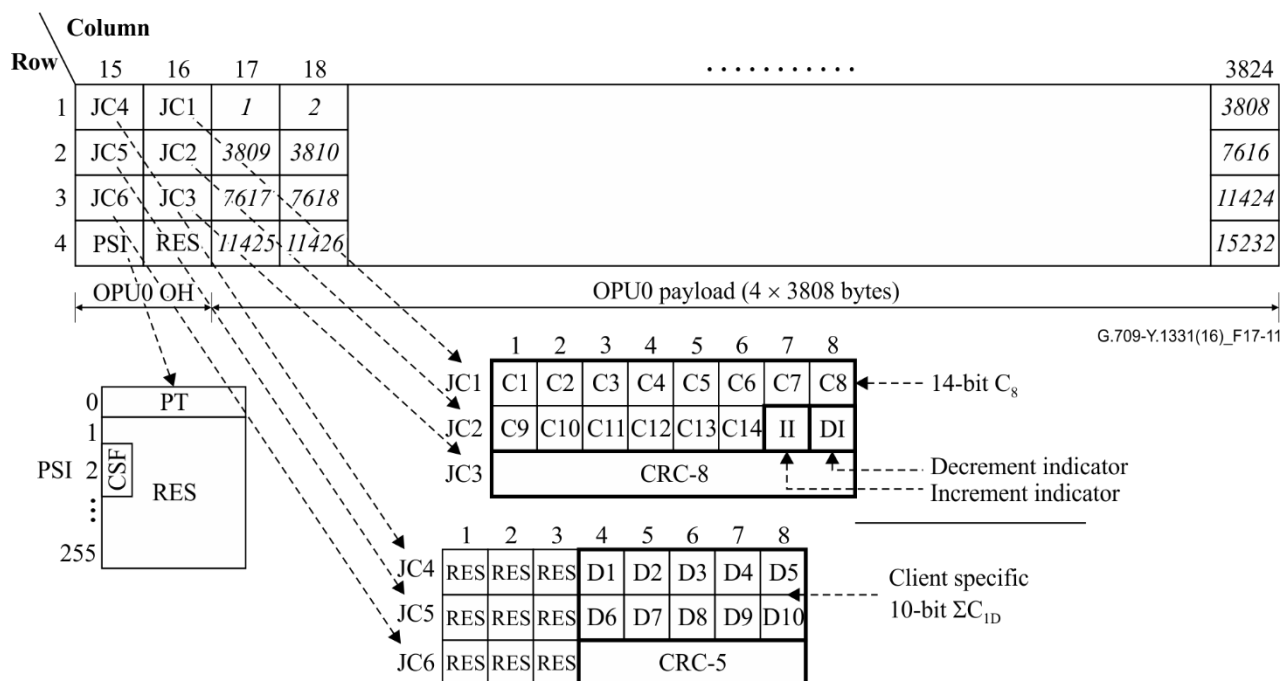 Column
Row 15 16 17 18 ........... 3824
1 JC4 JC1 1 2 3808
2 JC5 JC2 3809 3810 7616
3 JC6 JC3 7617 7618 11424
4 PSI RES 11425 11426 15232
OPU0 OH OPU0 payload (4 × 3808 bytes)
G.709-Y.1331(16)_F17-11
1 2 3 4 5 6 7 8
JC1 C1 C2 C3 C4 C5 C6 C7 C8 14-bit C₈
JC2 C9 C10 C11 C12 C13 C14 II DI
JC3 CRC-8
Decrement indicator
Increment indicator
0 PT
1
PSI 2 CSF RES
⋮
255
1 2 3 4 5 6 7 8
JC4 RES RES RES D1 D2 D3 D4 D5
JC5 RES RES RES D6 D7 D8 D9 D10
JC6 RES RES RES CRC-5
Client specific
10-bit ΣC₁D